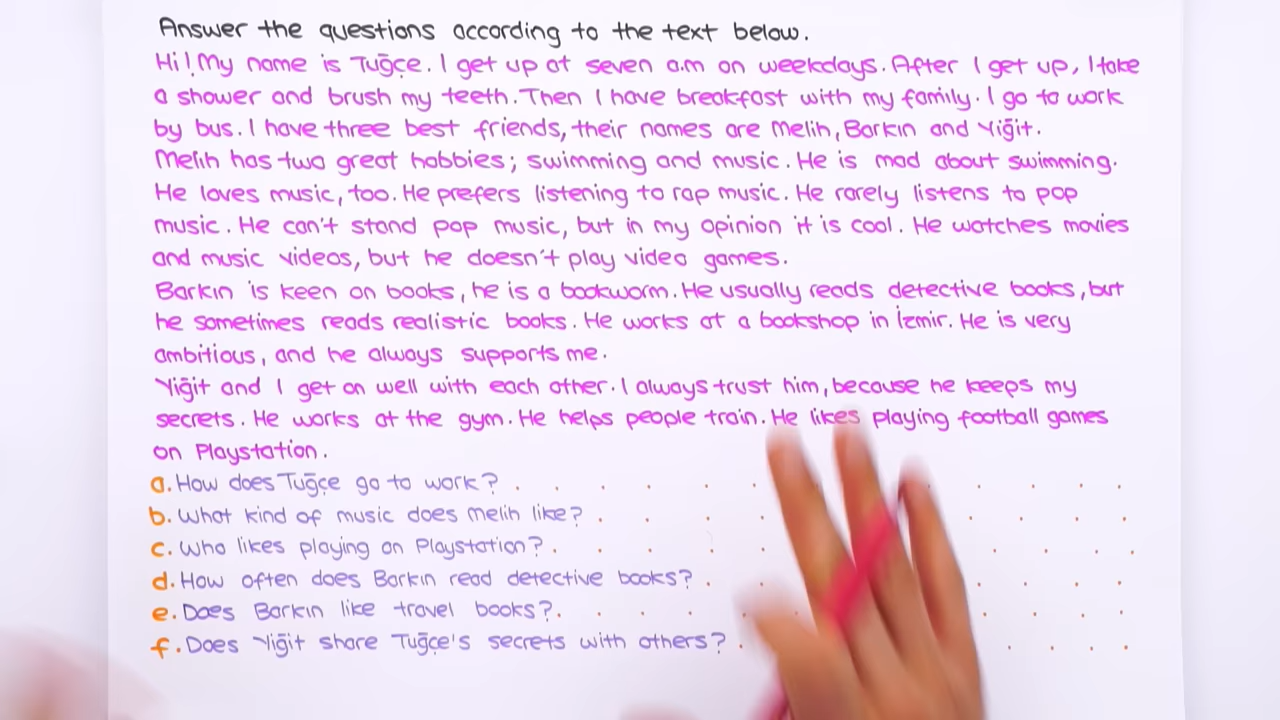 Answer the questions according to the text below.
Hi! My name is Tuğçe. I get up at seven a.m on weekdays. After I get up, I take
a shower and brush my teeth. Then I have breakfast with my family. I go to work
by bus. I have three best friends, their names are Melih, Barkın and Yiğit.
Melih has two great hobbies; swimming and music. He is mad about swimming.
He loves music, too. He prefers listening to rap music. He rarely listens to pop
music. He can't stand pop music, but in my opinion it is cool. He watches movies
and music videos, but he doesn't play video games.
Barkın is keen on books, he is a bookworm. He usually reads detective books, but
he sometimes reads realistic books. He works at a bookshop in İzmir. He is very
ambitious, and he always supports me.
Yiğit and I get on well with each other. I always trust him, because he keeps my
secrets. He works at the gym. He helps people train. He likes playing football games
on Playstation.
a. How does Tuğçe go to work? . . . . . . . . .
b. What kind of music does Melih like? . . . . . . . .
c. Who likes playing on Playstation? . . . . . . . .
d. How often does Barkın read detective books? . . . . . .
e. Does Barkın like travel books? . . . . . . . .
f. Does Yiğit share Tuğçe's secrets with others? . . . .